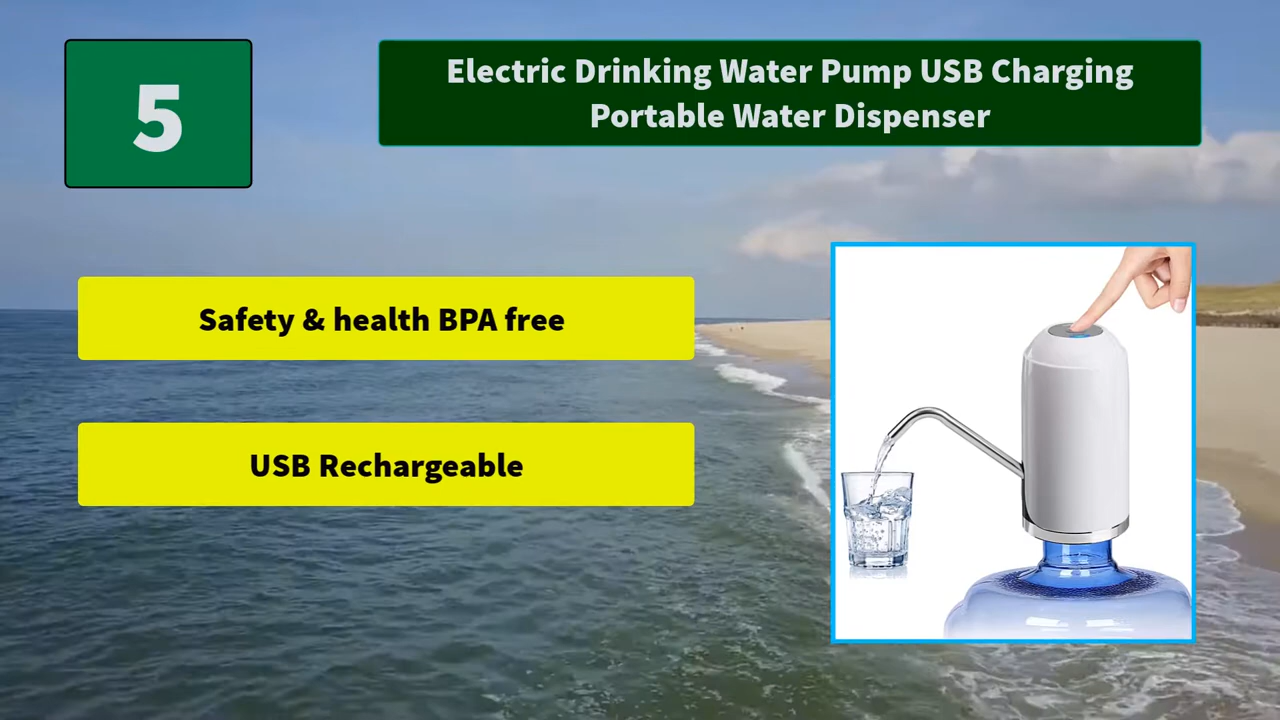 5
Electric Drinking Water Pump USB Charging
Portable Water Dispenser
Safety & health BPA free
USB Rechargeable